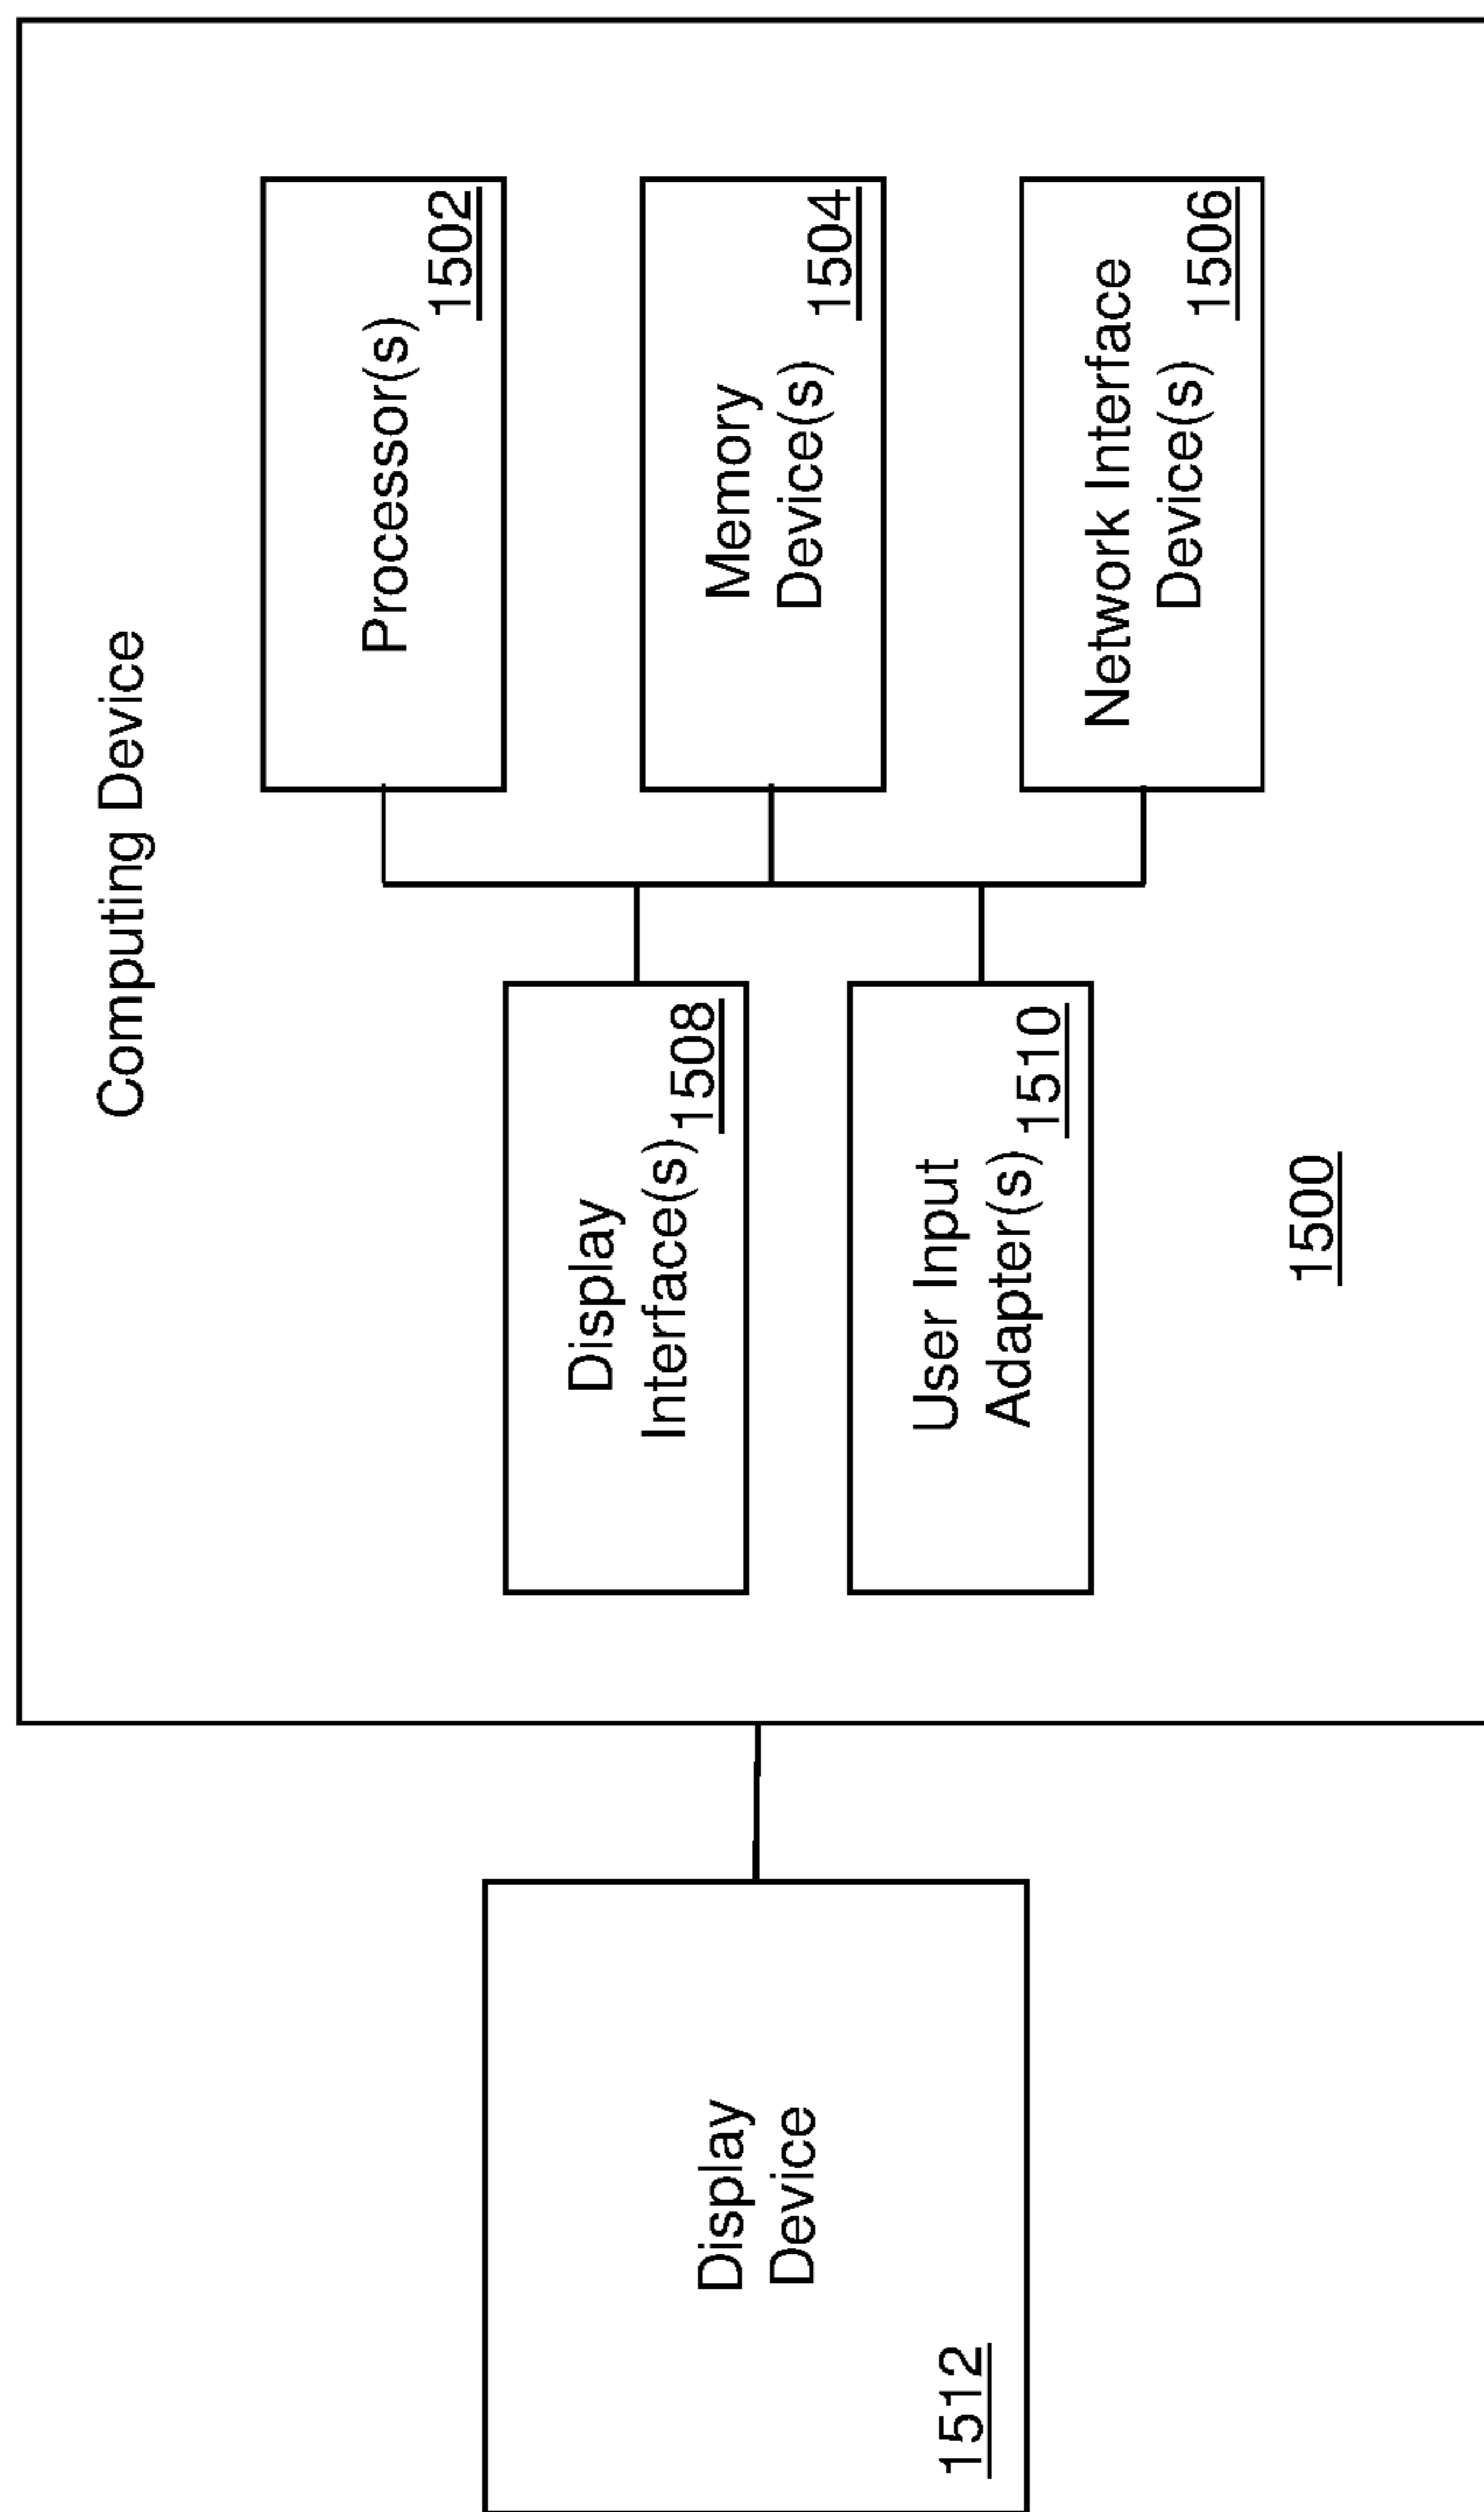 Computing Device
Processor(s)
1502
Memory
Device(s)
1504
Network Interface
Device(s)
1506
Display
Interface(s)
1508
User Input
Adapter(s)
1510
1500
Display
Device
1512